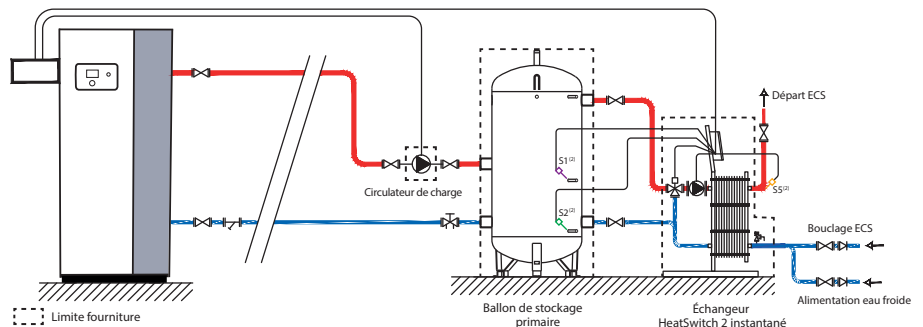 Départ ECS
S1(2)
Circulateur de charge
S5(2)
S2(2)
Bouclage ECS
Alimentation eau froide
Ballon de stockage
primaire
Échangeur
HeatSwitch 2 instantané
Limite fourniture